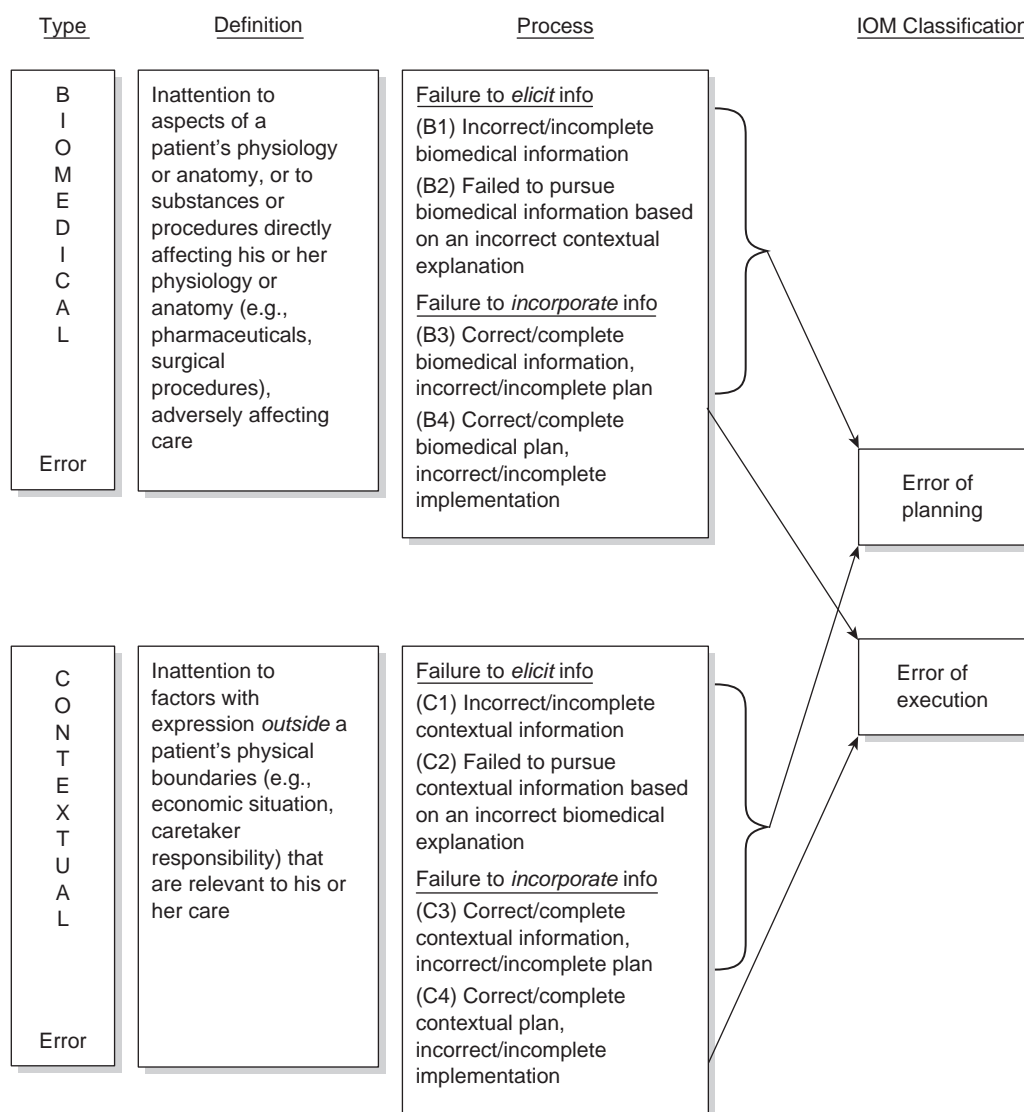 Type
Definition
Process
IOM Classification
B
I
O
M
E
D
I
C
A
L
Error
Inattention to
aspects of a
patient's physiology
or anatomy, or to
substances or
procedures directly
affecting his or her
physiology or
anatomy (e.g.,
pharmaceuticals,
surgical
procedures),
adversely affecting
care
Failure to elicit info
(B1) Incorrect/incomplete
biomedical information
(B2) Failed to pursue
biomedical information based
on an incorrect contextual
explanation
Failure to incorporate info
(B3) Correct/complete
biomedical information,
incorrect/incomplete plan
(B4) Correct/complete
biomedical plan,
incorrect/incomplete
implementation
Error of
planning
C
O
N
T
E
X
T
U
A
L
Error
Inattention to
factors with
expression outside a
patient's physical
boundaries (e.g.,
economic situation,
caretaker
responsibility) that
are relevant to his or
her care
Failure to elicit info
(C1) Incorrect/incomplete
contextual information
(C2) Failed to pursue
contextual information based
on an incorrect biomedical
explanation
Failure to incorporate info
(C3) Correct/complete
contextual information,
incorrect/incomplete plan
(C4) Correct/complete
contextual plan,
incorrect/incomplete
implementation
Error of
execution